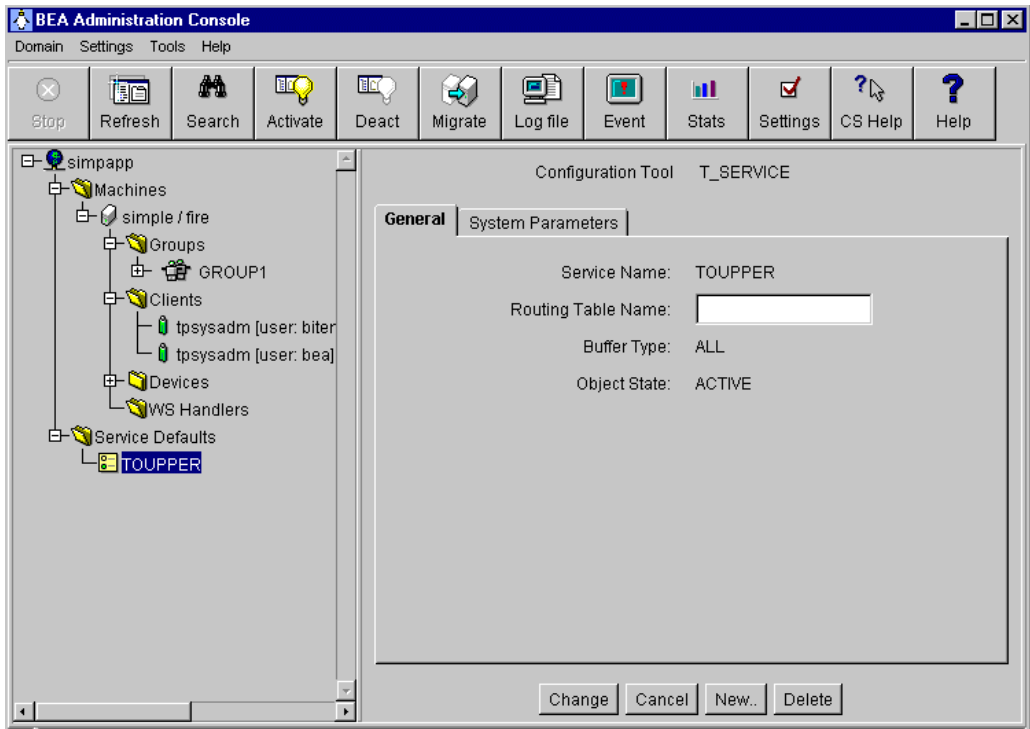 BEA Administration Console
Domain Settings Tools Help
Stop Refresh Search Activate Deact Migrate Log file Event Stats Settings CS Help Help
simpapp
Machines
simple / fire
Groups
GROUP1
Clients
tpsysadm [user: biter
tpsysadm [user: bea]
Devices
WS Handlers
Service Defaults
TOUPPER
Configuration Tool T_SERVICE
General System Parameters
Service Name: TOUPPER
Routing Table Name:
Buffer Type: ALL
Object State: ACTIVE
Change Cancel New.. Delete